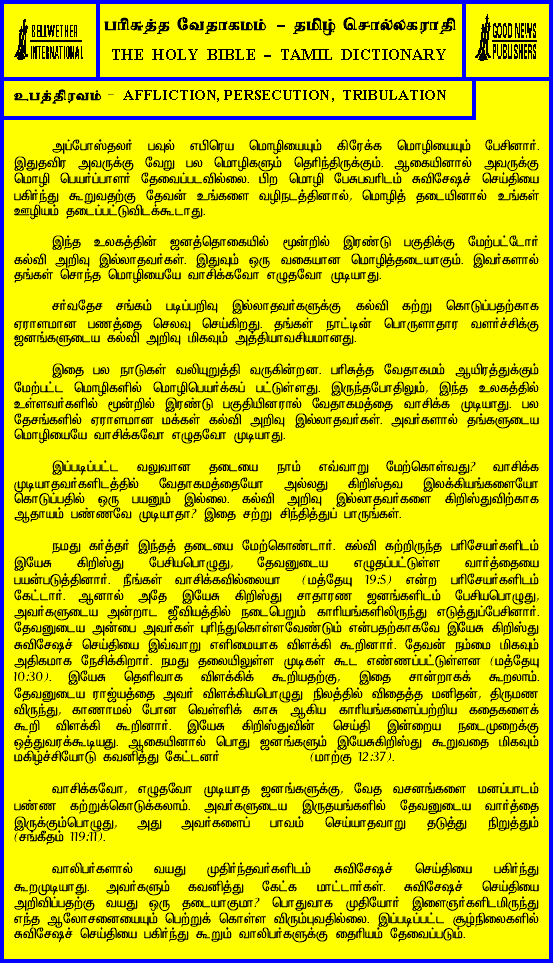 BELLWETHER
INTERNATIONAL
பரிசுத்த வேதாகமம் – தமிழ் சொல்லகராதி
THE HOLY BIBLE – TAMIL DICTIONARY
GOOD NEWS
PUBLISHERS
உபத்திரவம் – AFFLICTION, PERSECUTION, TRIBULATION
அப்போஸ்தலர் பவுல் எபிரெய மொழியையும் கிரேக்க மொழியையும் பேசினார்.
இதுதவிர அவருக்கு வேறு பல மொழிகளும் தெரிந்திருக்கும். ஆகையினால் அவருக்கு
மொழி பெயர்ப்பாளர் தேவைப்படவில்லை. பிற மொழி பேசுபவரிடம் சுவிசேஷச் செய்தியை
பகிர்ந்து கூறுவதற்கு தேவன் உங்களை வழிநடத்தினால், மொழித் தடையினால் உங்கள்
ஊழியம் தடைப்பட்டுவிடக்கூடாது.
இந்த உலகத்தின் ஜனத்தொகையில் மூன்றில் இரண்டு பகுதிக்கு மேற்பட்டோர்
கல்வி அறிவு இல்லாதவர்கள். இதுவும் ஒரு வகையான மொழித்தடையாகும். இவர்களால்
தங்கள் சொந்த மொழியையே வாசிக்கவோ எழுதவோ முடியாது.
சர்வதேச சங்கம் படிப்பறிவு இல்லாதவர்களுக்கு கல்வி கற்று கொடுப்பதற்காக
ஏராளமான பணத்தை செலவு செய்கிறது. தங்கள் நாட்டின் பொருளாதார வளர்ச்சிக்கு
ஜனங்களுடைய கல்வி அறிவு மிகவும் அத்தியாவசியமானது.
இதை பல நாடுகள் வலியுறுத்தி வருகின்றன. பரிசுத்த வேதாகமம் ஆயிரத்துக்கும்
மேற்பட்ட மொழிகளில் மொழிபெயர்க்கப் பட்டுள்ளது. இருந்தபோதிலும், இந்த உலகத்தில்
உள்ளவர்களில் மூன்றில் இரண்டு பகுதியினரால் வேதாகமத்தை வாசிக்க முடியாது. பல
தேசங்களில் ஏராளமான மக்கள் கல்வி அறிவு இல்லாதவர்கள். அவர்களால் தங்களுடைய
மொழியையே வாசிக்கவோ எழுதவோ முடியாது.
இப்படிப்பட்ட வலுவான தடையை நாம் எவ்வாறு மேற்கொள்வது? வாசிக்க
முடியாதவர்களிடத்தில் வேதாகமத்தையோ அல்லது கிறிஸ்தவ இலக்கியங்களையோ
கொடுப்பதில் ஒரு பயனும் இல்லை. கல்வி அறிவு இல்லாதவர்களை கிறிஸ்துவிற்காக
ஆதாயம் பண்ணவே முடியாதா? இதை சற்று சிந்தித்துப் பாருங்கள்.
நமது கர்த்தர் இந்தத் தடையை மேற்கொண்டார். கல்வி கற்றிருந்த பரிசேயர்களிடம்
இயேசு கிறிஸ்து பேசியபொழுது, தேவனுடைய எழுதப்பட்டுள்ள வார்த்தையை
பயன்படுத்தினார். நீங்கள் வாசிக்கவில்லையா (மத்தேயு 19:5) என்ற பரிசேயர்களிடம்
கேட்டார். ஆனால் அதே இயேசு கிறிஸ்து சாதாரண ஜனங்களிடம் பேசியபொழுது,
அவர்களுடைய அன்றாட ஜீவியத்தில் நடைபெறும் காரியங்களிலிருந்து எடுத்துப்பேசினார்.
தேவனுடைய அன்பை அவர்கள் புரிந்துகொள்ளவேண்டும் என்பதற்காகவே இயேசு கிறிஸ்து
சுவிசேஷச் செய்தியை இவ்வாறு எளிமையாக விளக்கி கூறினார். தேவன் நம்மை மிகவும்
அதிகமாக நேசிக்கிறார். நமது தலையிலுள்ள முடிகள் கூட எண்ணப்பட்டுள்ளன (மத்தேயு
10:30). இயேசு தெளிவாக விளக்கிக் கூறியதற்கு, இதை சான்றாகக் கூறலாம்.
தேவனுடைய ராஜ்யத்தை அவர் விளக்கியபொழுது நிலத்தில் விதைத்த மனிதன், திருமண
விருந்து, காணாமல் போன வெள்ளிக் காசு ஆகிய காரியங்களைப்பற்றிய கதைகளைக்
கூறி விளக்கி கூறினார். இயேசு கிறிஸ்துவின் செய்தி இன்றைய நடைமுறைக்கு
ஒத்துவரக்கூடியது. ஆகையினால் பொது ஜனங்களும் இயேசுகிறிஸ்து கூறுவதை மிகவும்
மகிழ்ச்சியோடு கவனித்து கேட்டனர் (மாற்கு 12:37).
வாசிக்கவோ, எழுதவோ முடியாத ஜனங்களுக்கு, வேத வசனங்களை மனப்பாடம்
பண்ண கற்றுக்கொடுக்கலாம். அவர்களுடைய இருதயங்களில் தேவனுடைய வார்த்தை
இருக்கும்பொழுது, அது அவர்களைப் பாவம் செய்யாதவாறு தடுத்து நிறுத்தும்
(சங்கீதம் 119:11).
வாலிபர்களால் வயது முதிர்ந்தவர்களிடம் சுவிசேஷச் செய்தியை பகிர்ந்து
கூறமுடியாது. அவர்களும் கவனித்து கேட்க மாட்டார்கள். சுவிசேஷச் செய்தியை
அறிவிப்பதற்கு வயது ஒரு தடையாகுமா? பொதுவாக முதியோர் இளைஞர்களிடமிருந்து
எந்த ஆலோசனையையும் பெற்றுக் கொள்ள விரும்புவதில்லை. இப்படிப்பட்ட சூழ்நிலைகளில்
சுவிசேஷச் செய்தியை பகிர்ந்து கூறும் வாலிபர்களுக்கு தைரியம் தேவைப்படும்.